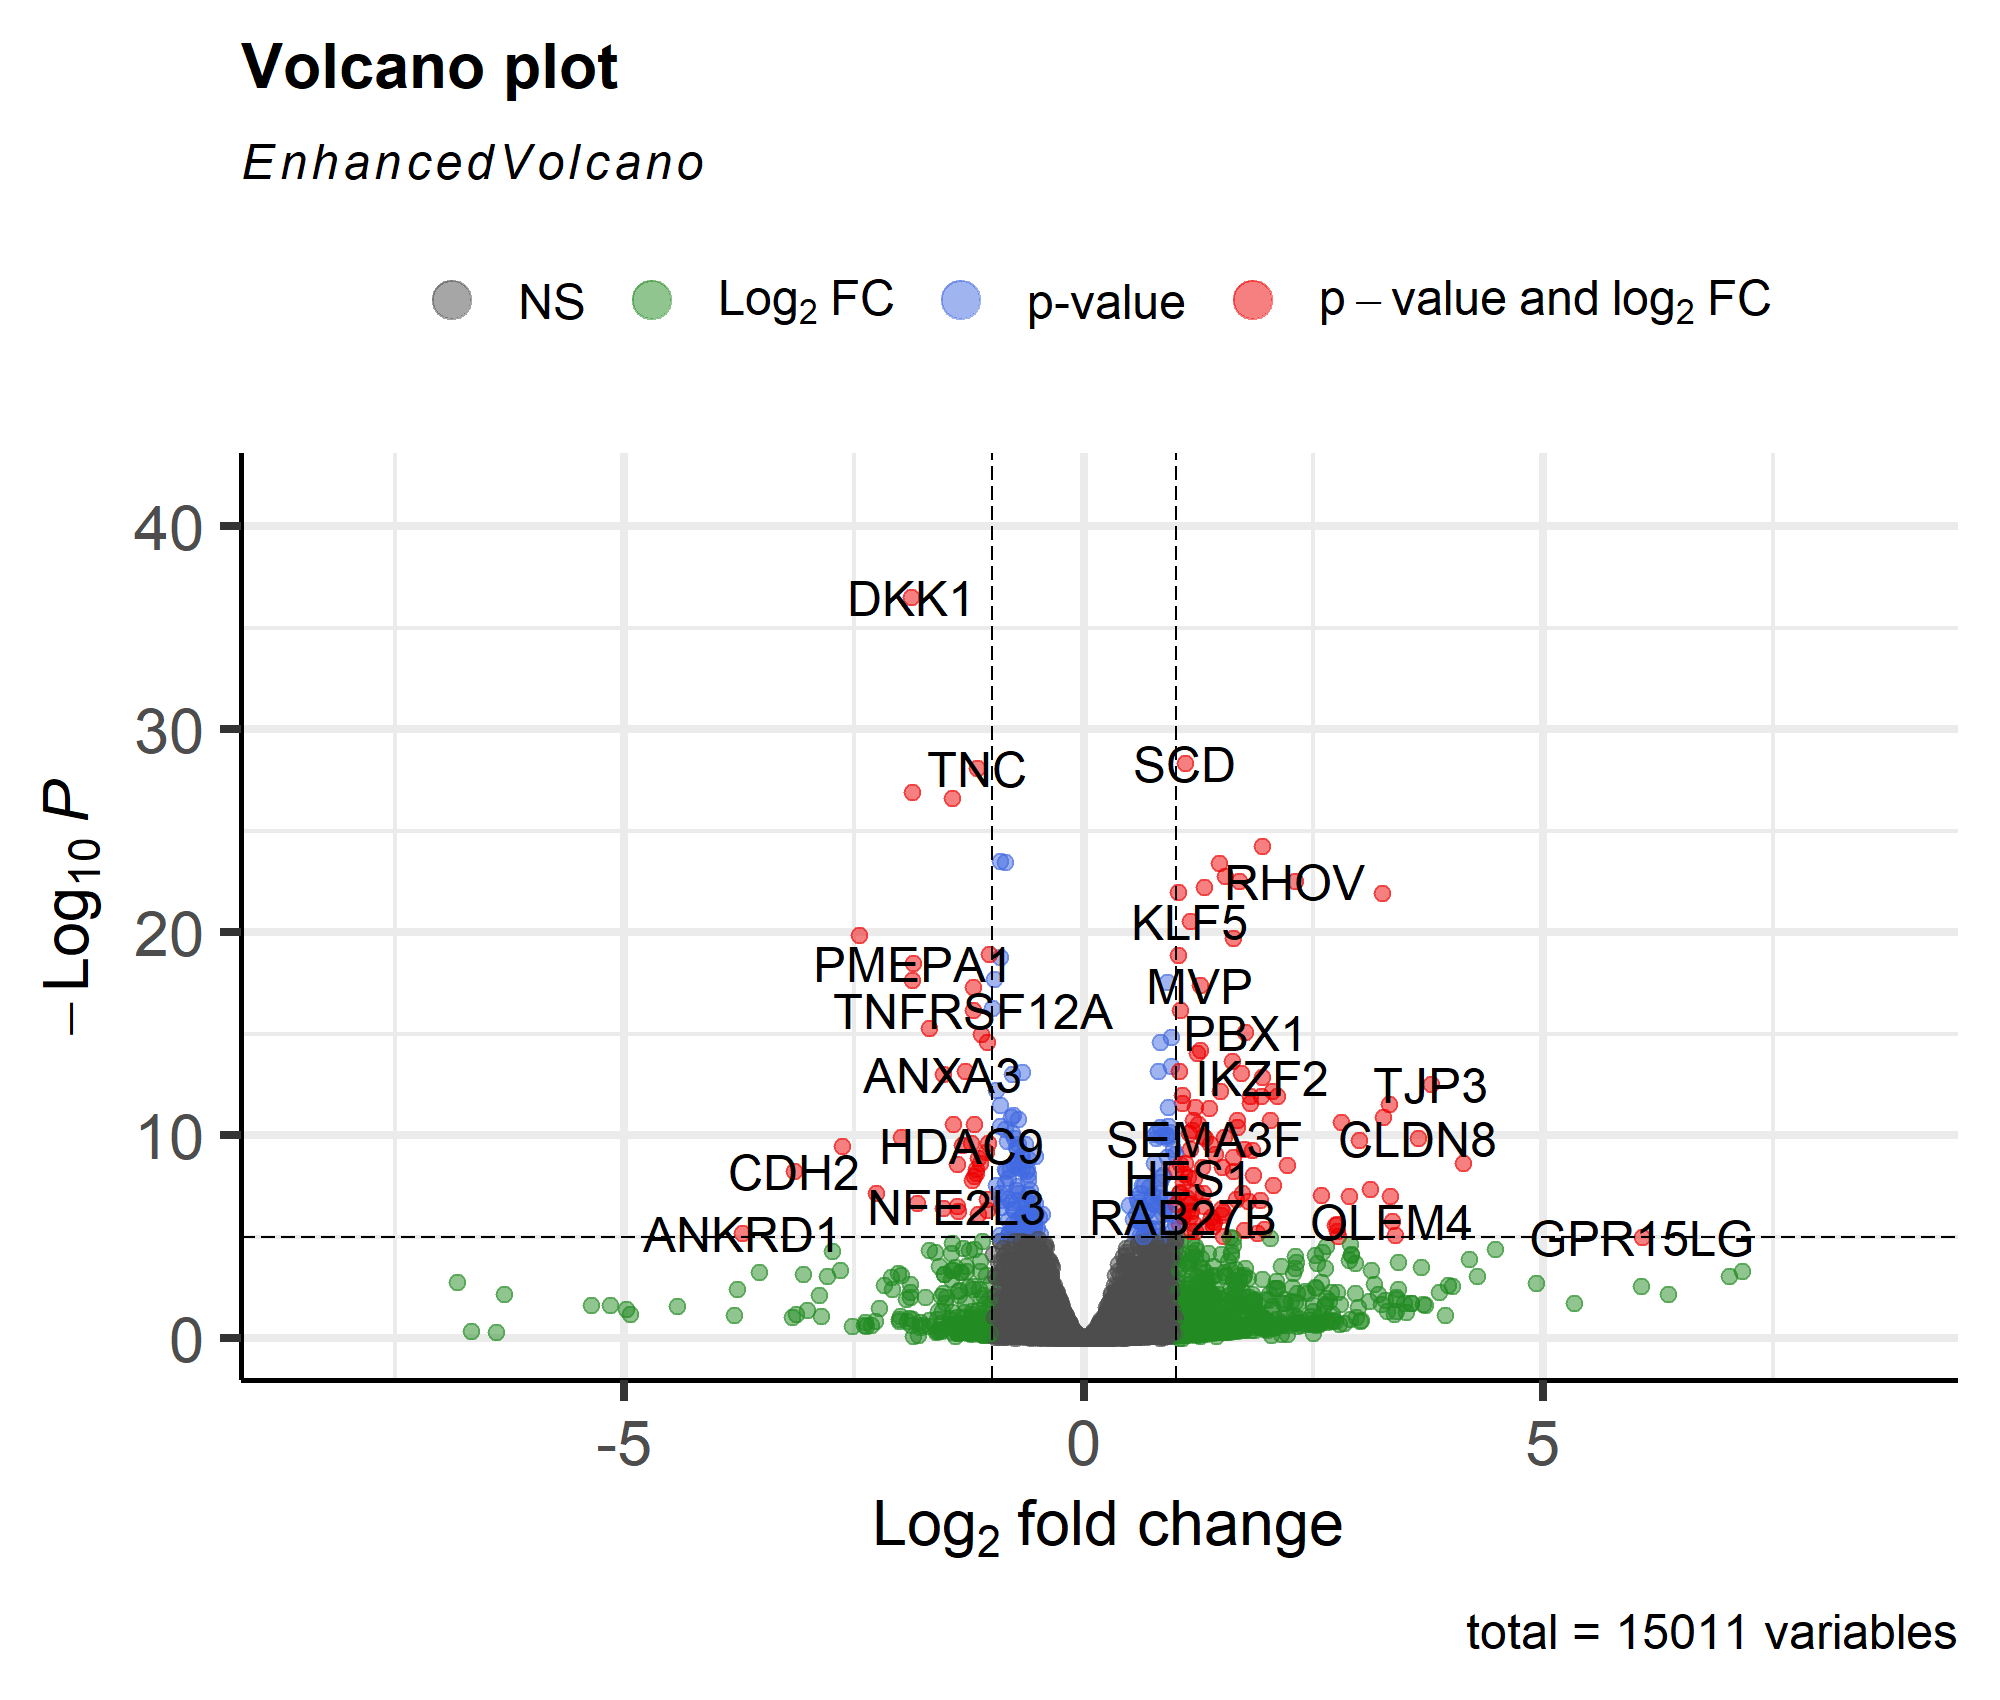 Volcano plot
EnhancedVolcano
NS Log2 FC p-value p – value and log2 FC
40
30
20
10
0
–Log10 P
DKK1
TNC
SCD
RHOV
KLF5
PMEPA1
MVP
TNFRSF12A
PBX1
ANXA3
IKZF2
TJP3
HDAC9
SEMA3F
CLDN8
CDH2
HES1
NFE2L3
RAB27B
OLFM4
ANKRD1
GPR15LG
-5 0 5
Log2 fold change
total = 15011 variables